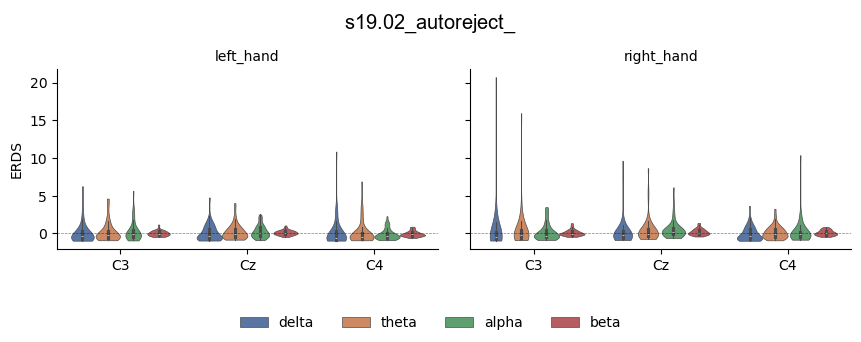 s19.02_autoreject_
left_hand
right_hand
ERDS
20
15
10
5
0
C3
Cz
C4
C3
Cz
C4
delta
theta
alpha
beta